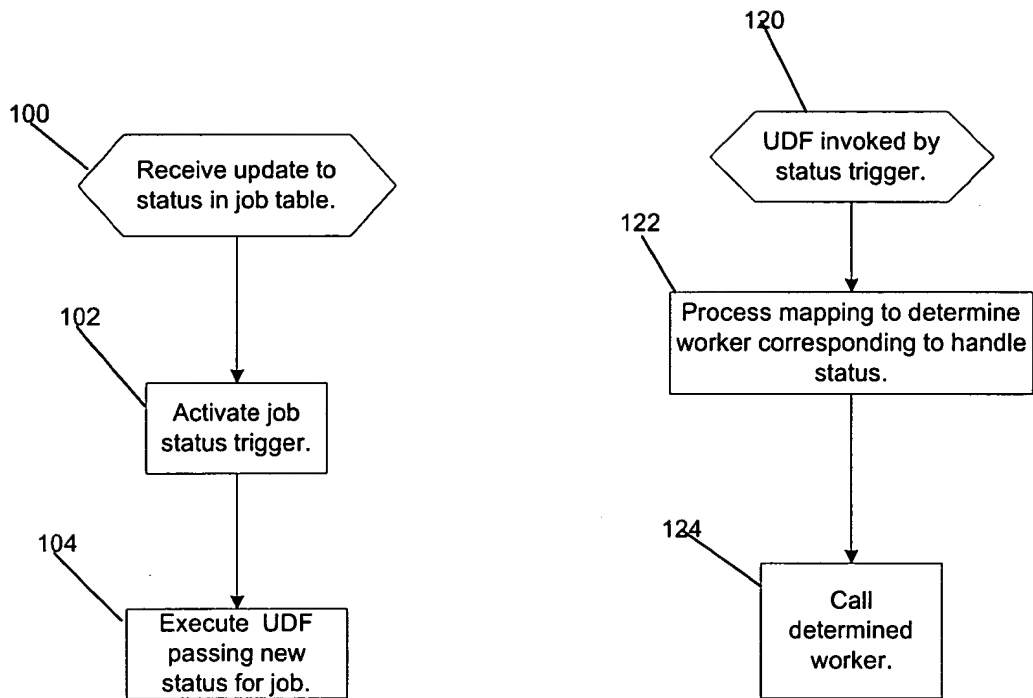 100
Receive update to
status in job table.
102
Activate job
status trigger.
104
Execute UDF
passing new
status for job.
120
UDF invoked by
status trigger.
122
Process mapping to determine
worker corresponding to handle
status.
124
Call
determined
worker.